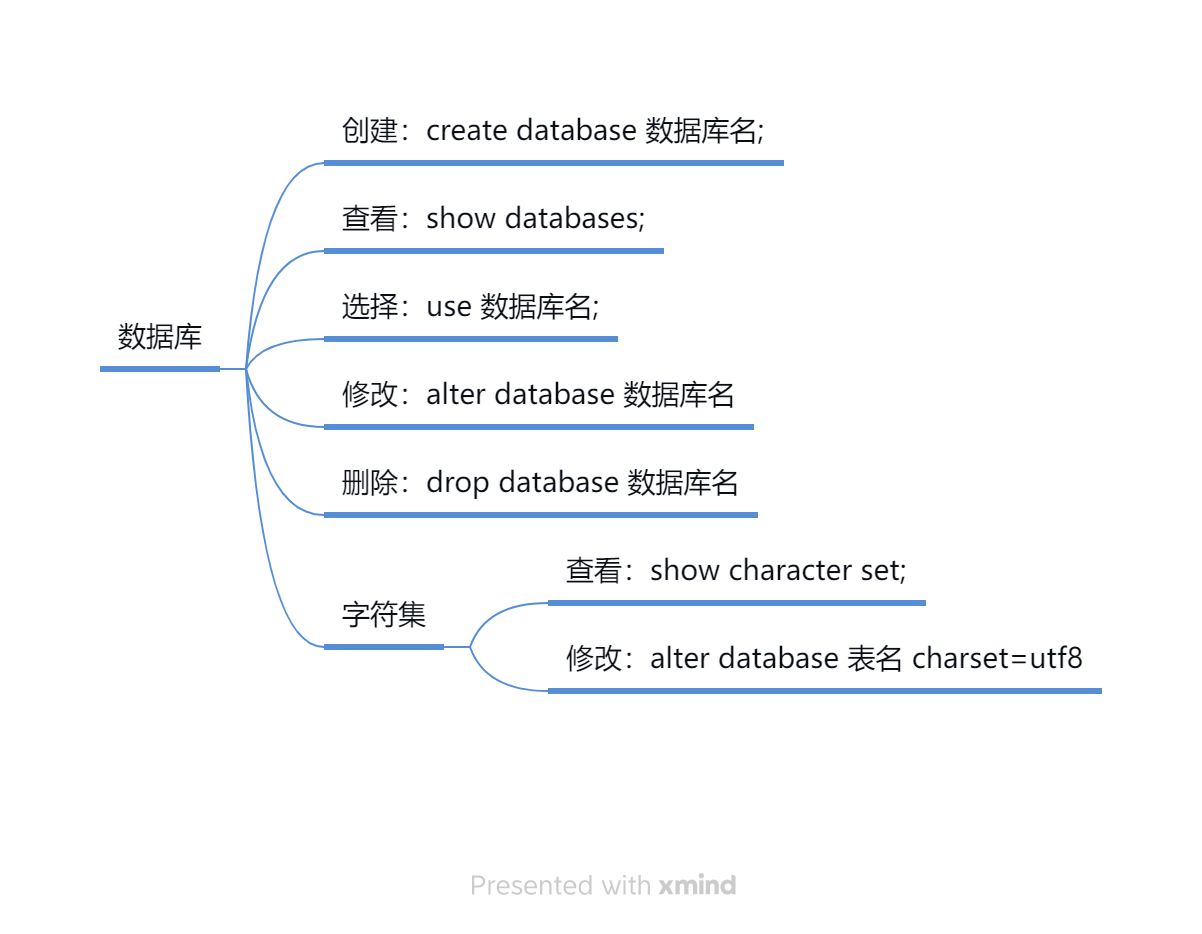 创建：create database 数据库名;
查看：show databases;
选择：use 数据库名;
数据库
修改：alter database 数据库名
删除：drop database 数据库名
查看：show character set;
字符集
修改：alter database 表名 charset=utf8
Presented with xmind